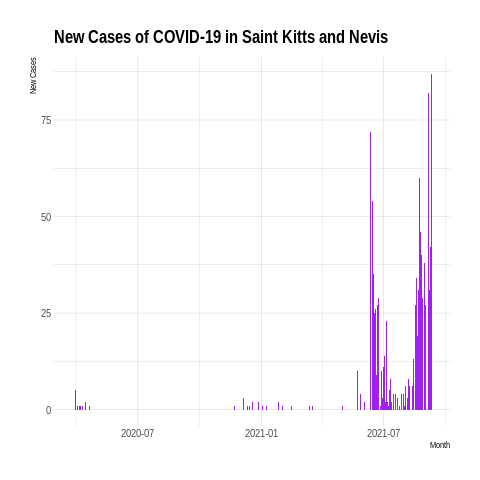 New Cases of COVID-19 in Saint Kitts and Nevis
New Cases
75
50
25
0
2020-07
2021-01
2021-07
Month